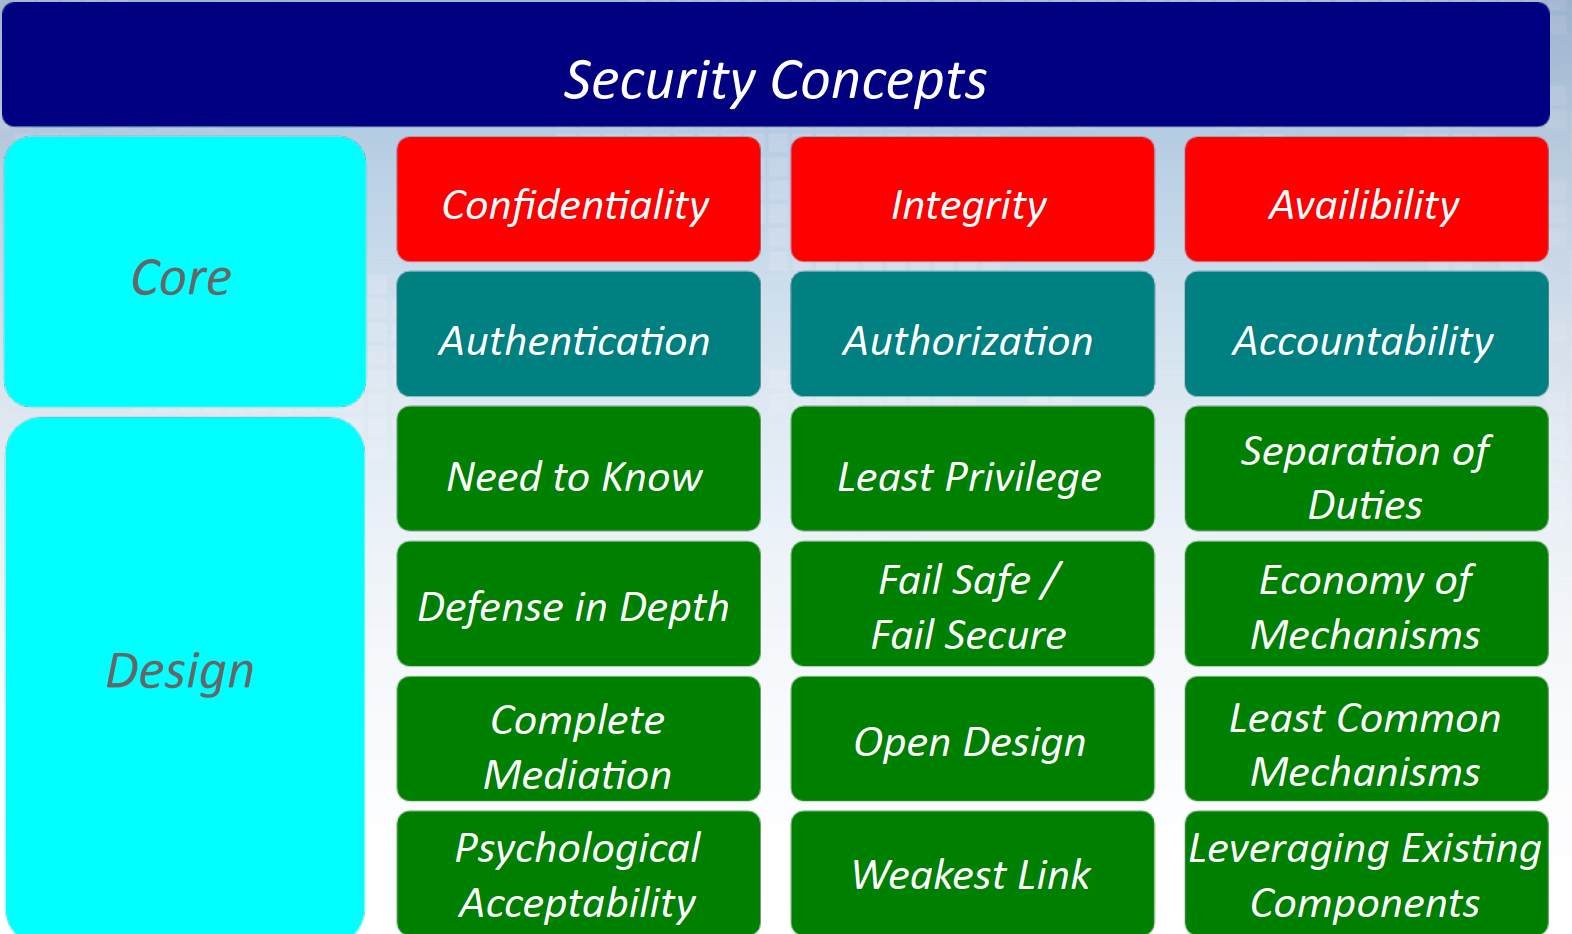 Security Concepts
Core
Confidentiality
Integrity
Availibility
Authentication
Authorization
Accountability
Design
Need to Know
Least Privilege
Separation of
Duties
Defense in Depth
Fail Safe /
Fail Secure
Economy of
Mechanisms
Complete
Mediation
Open Design
Least Common
Mechanisms
Psychological
Acceptability
Weakest Link
Leveraging Existing
Components